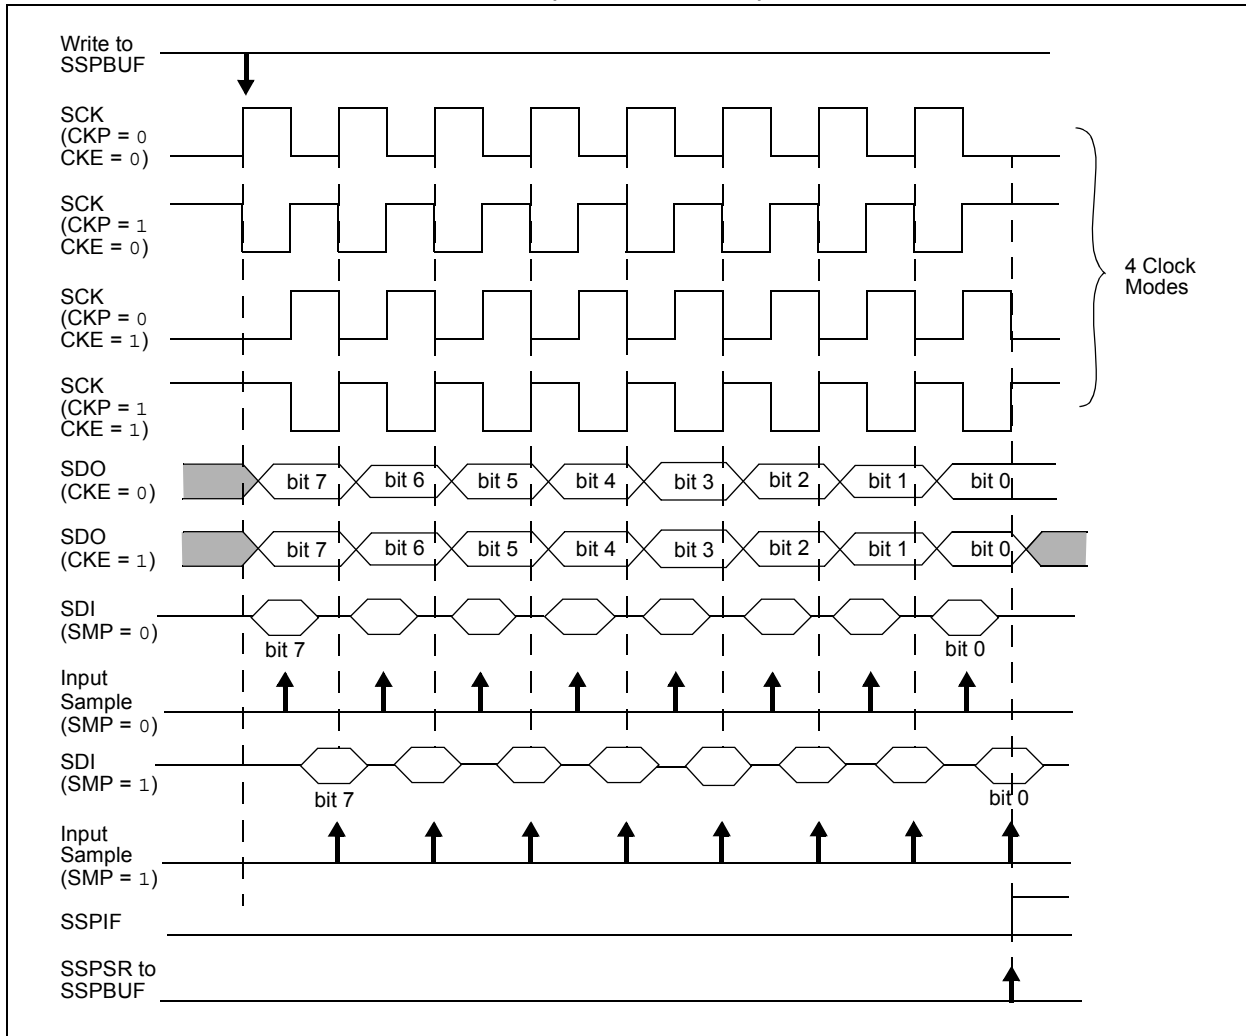 Write to
SSPBUF
SCK
(CKP = 0
CKE = 0)
SCK
(CKP = 1
CKE = 0)
4 Clock
Modes
SCK
(CKP = 0
CKE = 1)
SCK
(CKP = 1
CKE = 1)
SDO
(CKE = 0)
bit 7 bit 6 bit 5 bit 4 bit 3 bit 2 bit 1 bit 0
SDO
(CKE = 1)
bit 7 bit 6 bit 5 bit 4 bit 3 bit 2 bit 1 bit 0
SDI
(SMP = 0)
bit 7 bit 0
Input
Sample
(SMP = 0)
SDI
(SMP = 1)
bit 7 bit 0
Input
Sample
(SMP = 1)
SSPIF
SSPSR to
SSPBUF